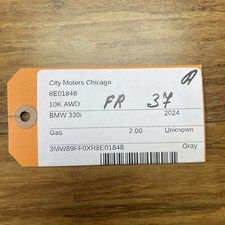 City Motors Chicago
A
8E01848
10K AWD FR 37
BMW 330i 2024
Gas 2.00 Unknown
3MW89FF0XR8E01848 Gray